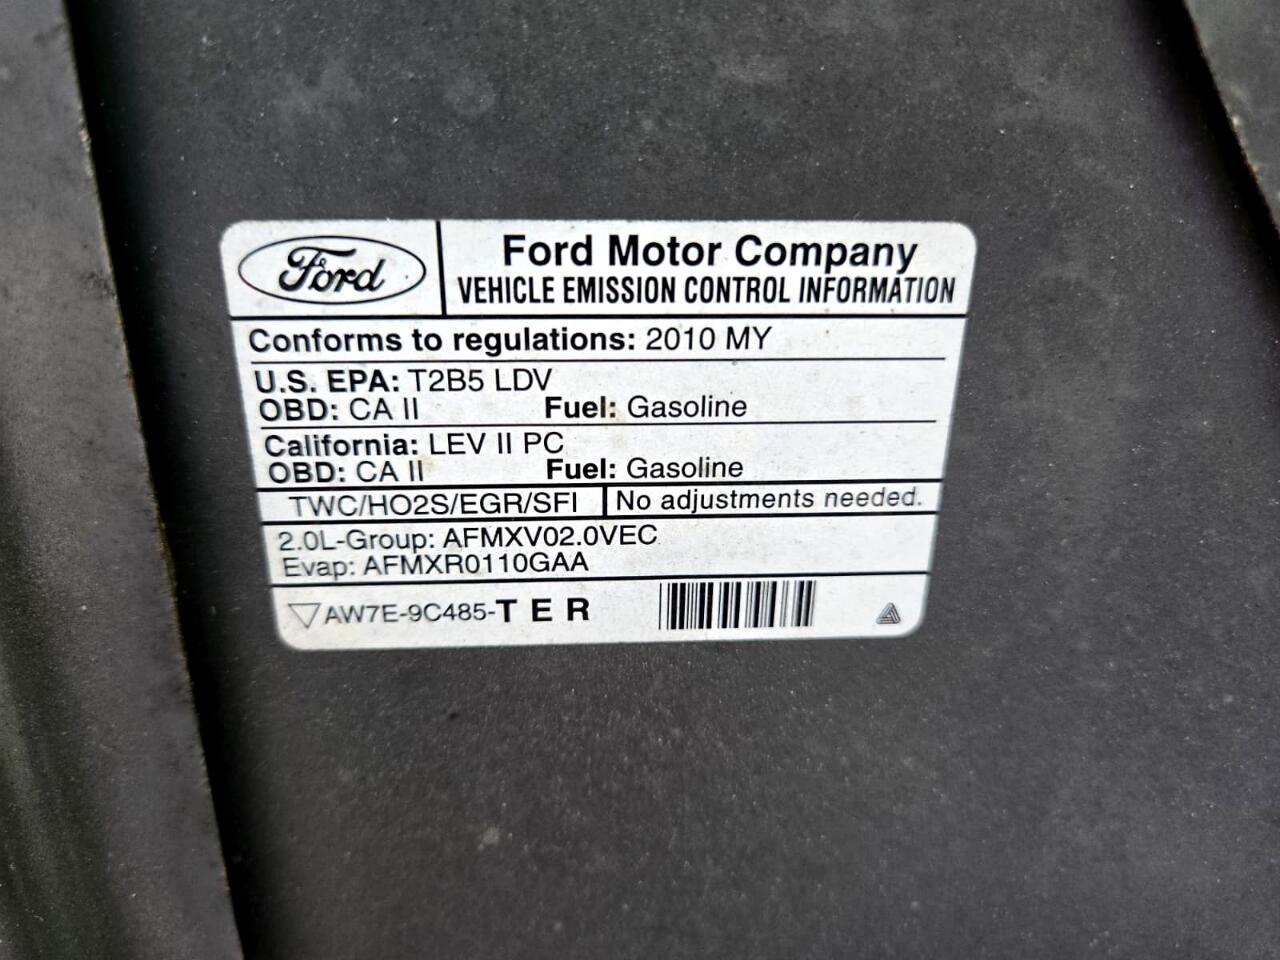 Ford
Ford Motor Company
VEHICLE EMISSION CONTROL INFORMATION
Conforms to regulations: 2010 MY
U.S. EPA: T2B5 LDV
OBD: CA II Fuel: Gasoline
California: LEV II PC
OBD: CA II Fuel: Gasoline
TWC/HO2S/EGR/SFI No adjustments needed.
2.0L-Group: AFMXV02.0VEC
Evap: AFMXR0110GAA
AW7E-9C485-TER